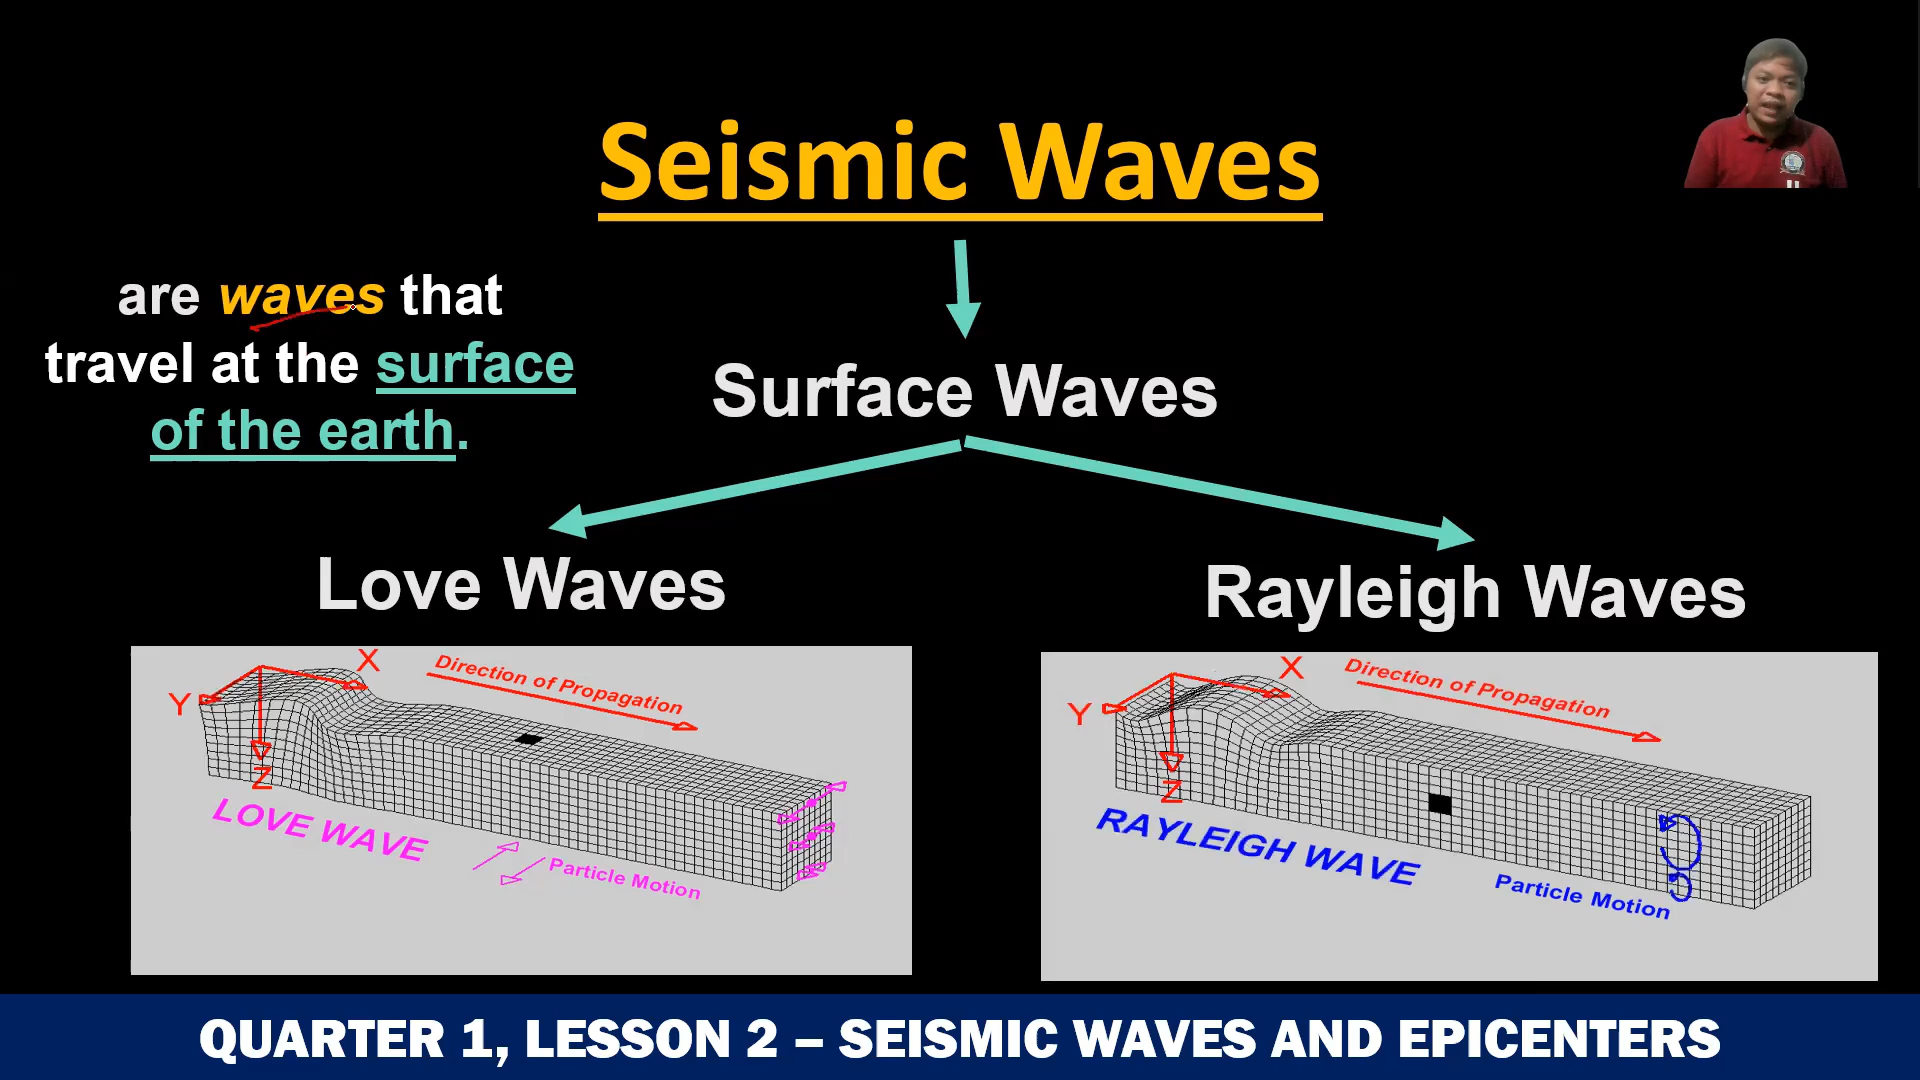 Seismic Waves
are waves that
travel at the surface
of the earth.
Surface Waves
Love Waves
Rayleigh Waves
X
Direction of Propagation
Y
Z
LOVE WAVE
Particle Motion
X
Direction of Propagation
Y
Z
RAYLEIGH WAVE
Particle Motion
QUARTER 1, LESSON 2 – SEISMIC WAVES AND EPICENTERS